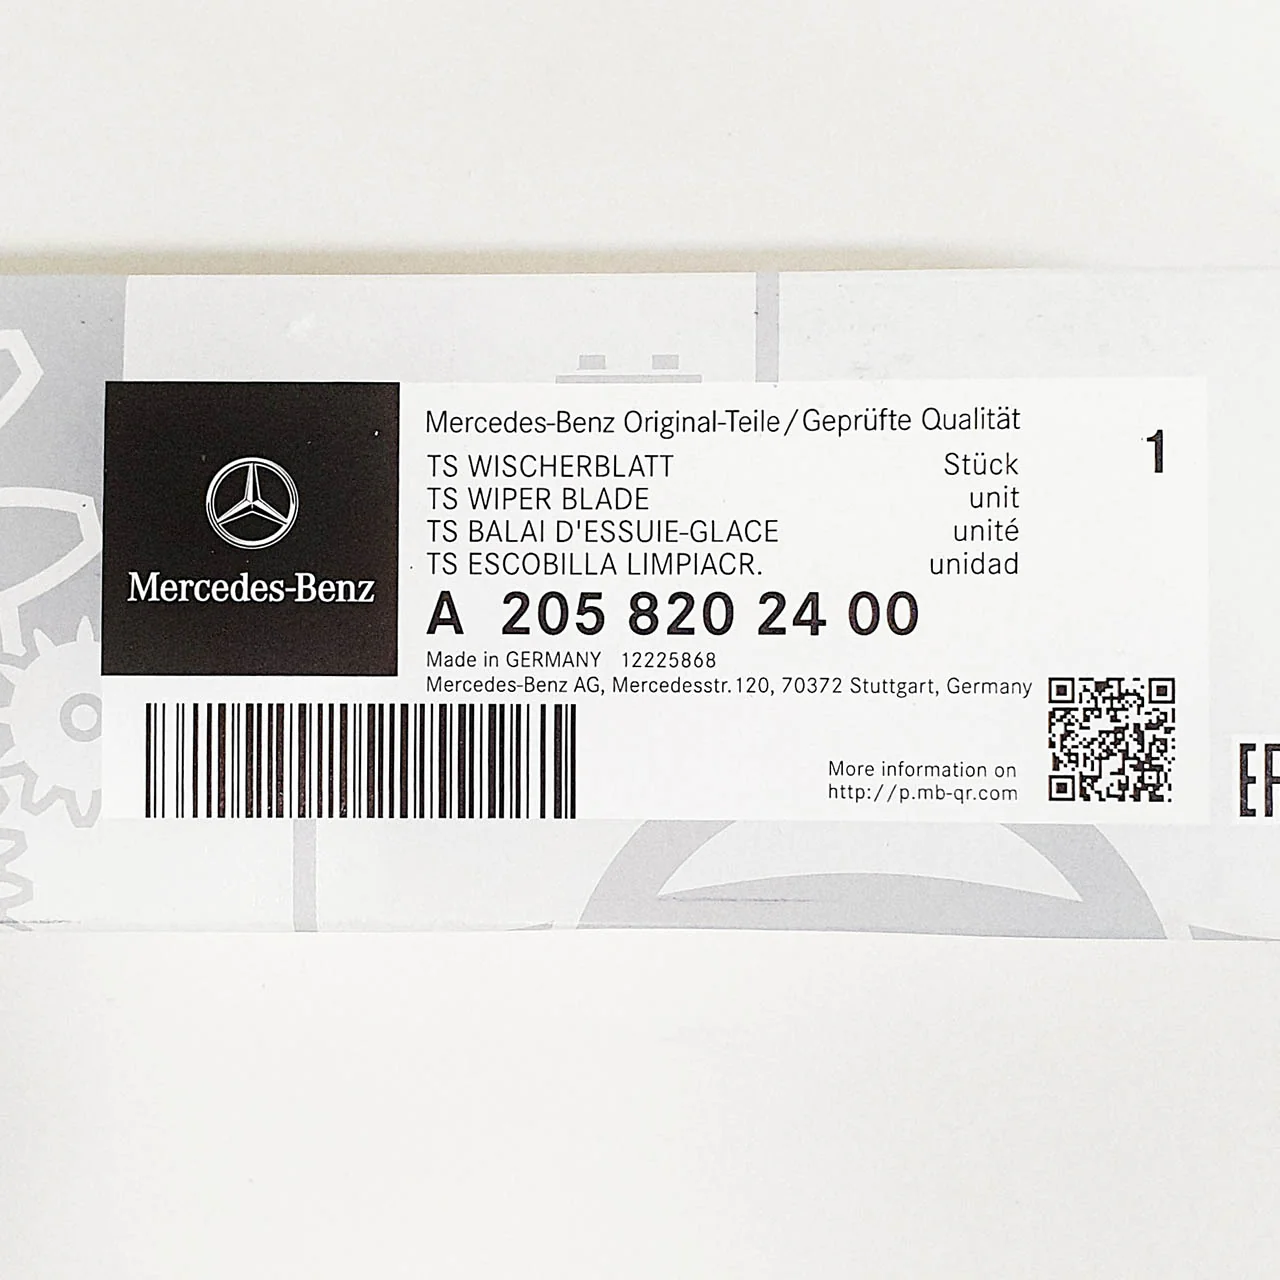 Mercedes-Benz
Mercedes-Benz Original-Teile/Geprüfte Qualität
1
TS WISCHERBLATT Stück
TS WIPER BLADE unit
TS BALAI D'ESSUIE-GLACE unité
TS ESCOBILLA LIMPIACR. unidad
A 205 820 24 00
Made in GERMANY 12225868
Mercedes-Benz AG, Mercedesstr.120, 70372 Stuttgart, Germany
More information on
http://p.mb-qr.com